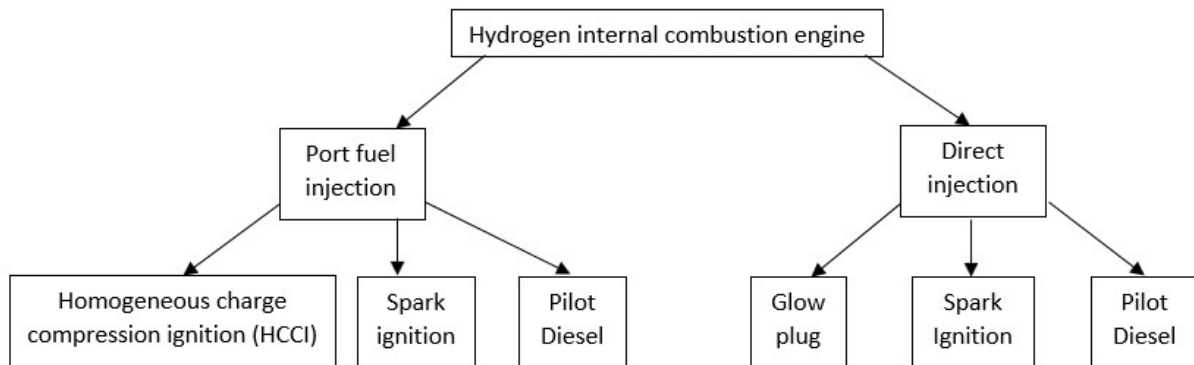 Hydrogen internal combustion engine
Port fuel
injection
Direct
injection
Homogeneous charge
compression ignition (HCCI)
Spark
ignition
Pilot
Diesel
Glow
plug
Spark
Ignition
Pilot
Diesel